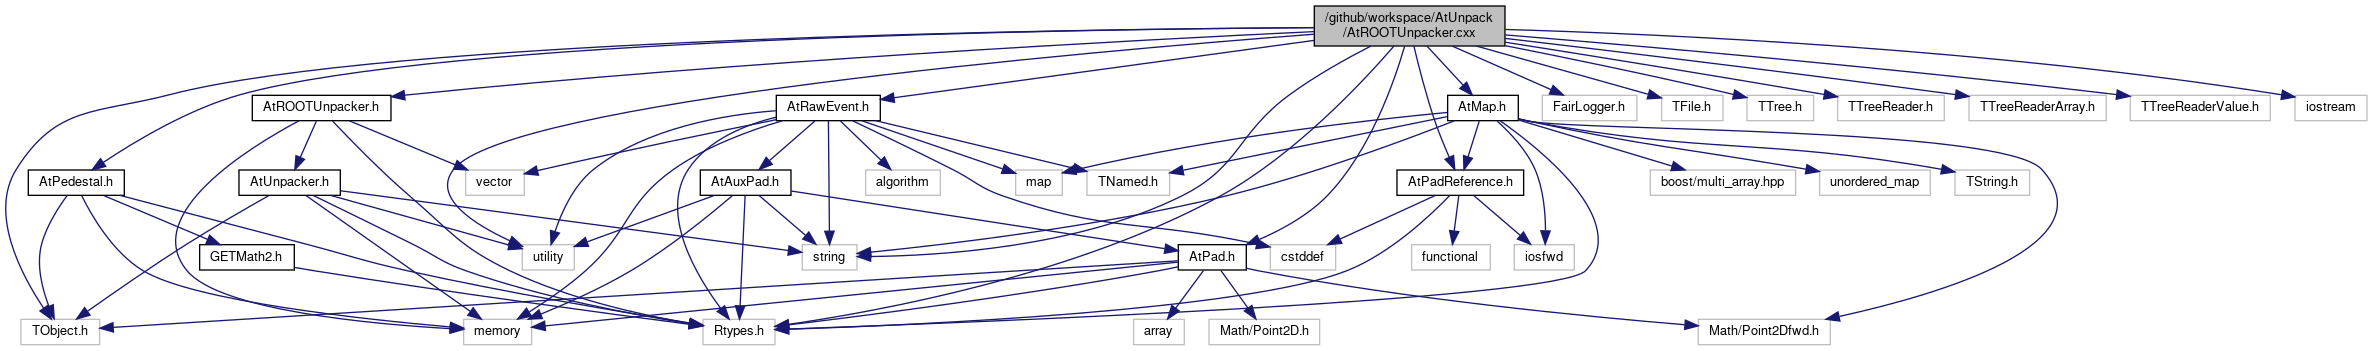 /github/workspace/AtUnpack
/AtROOTUnpacker.cxx
AtROOTUnpacker.h
AtRawEvent.h
AtMap.h
FairLogger.h
TFile.h
TTree.h
TTreeReader.h
TTreeReaderArray.h
TTreeReaderValue.h
iostream
AtPedestal.h
AtUnpacker.h
vector
AtAuxPad.h
algorithm
map
TNamed.h
AtPadReference.h
boost/multi_array.hpp
unordered_map
TString.h
GETMath2.h
utility
string
AtPad.h
cstddef
functional
iosfwd
TObject.h
memory
Rtypes.h
array
Math/Point2D.h
Math/Point2Dfwd.h